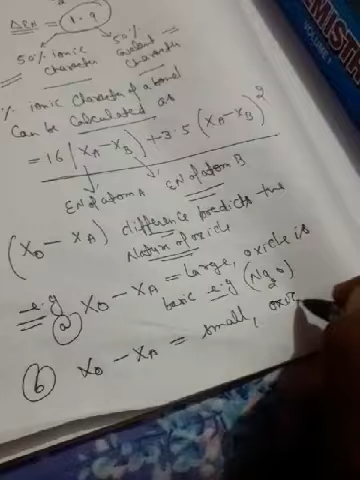 ΔEN = 1.9
50% ionic character
50% covalent character
% ionic character of a bond
can be calculated as
= 16 (XA - XB) + 3.5 (XA - XB)²
EN of atom A EN of atom B
(XO - XA) difference predicts the
Nature of oxide
e.g
(a) XO - XA = large, oxide is
basic e.g (Na2O)
(b) XO - XA = small, oxi
VOLUME 1